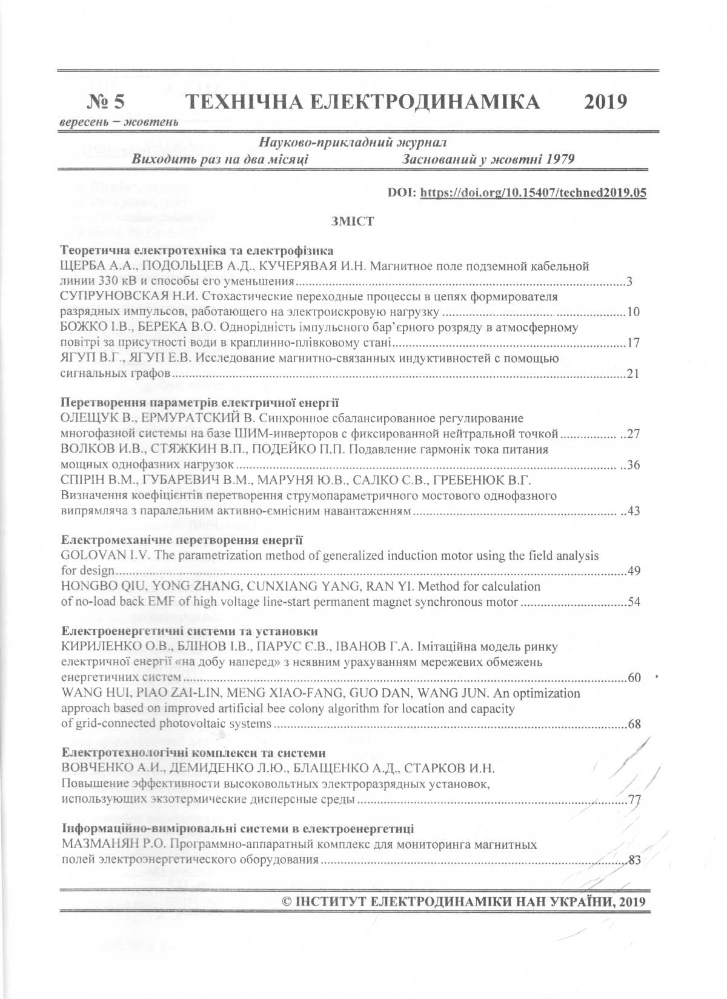 № 5 ТЕХНІЧНА ЕЛЕКТРОДИНАМІКА 2019
вересень – жовтень
Науково-прикладний журнал
Виходить раз на два місяці Заснований у жовтні 1979
DOI: https://doi.org/10.15407/techned2019.05
ЗМІСТ
Теоретична електротехніка та електрофізика
ЩЕРБА А.А., ПОДОЛЬЦЕВ А.Д., КУЧЕРЯВАЯ И.Н. Магнитное поле подземной кабельной
линии 330 кВ и способы его уменьшения...3
СУПРУНОВСКАЯ Н.И. Стохастические переходные процессы в цепях формирователя
разрядных импульсов, работающего на электроискровую нагрузку...10
БОЖКО І.В., БЕРЕКА В.О. Однорідність імпульсного бар’єрного розряду в атмосферному
повітрі за присутності води в краплинно-плівковому стані...17
ЯГУП В.Г., ЯГУП Е.В. Исследование магнитно-связанных индуктивностей с помощью
сигнальных графов...21
Перетворення параметрів електричної енергії
ОЛЕЩУК В., ЕРМУРАТСКИЙ В. Синхронное сбалансированное регулирование
многофазной системы на базе ШИМ-инверторов с фиксированной нейтральной точкой...27
ВОЛКОВ И.В., СТЯЖКИН В.П., ПОДЕЙКО П.П. Подавление гармонік тока питания
мощных однофазних нагрузок...36
СПІРІН В.М., ГУБАРЕВИЧ В.М., МАРУНЯ Ю.В., САЛКО С.В., ГРЕБЕНЮК В.Г.
Визначення коефіцієнтів перетворення струмопараметричного мостового однофазного
випрямляча з паралельним активно-ємнісним навантаженням...43
Електромеханічне перетворення енергії
GOLOVAN I.V. The parametrization method of generalized induction motor using the field analysis
for design...49
HONGBO QIU, YONG ZHANG, CUNXIANG YANG, RAN YI. Method for calculation
of no-load back EMF of high voltage line-start permanent magnet synchronous motor...54
Електроенергетичні системи та установки
КИРИЛЕНКО О.В., БЛІНОВ І.В., ПАРУС Є.В., ІВАНОВ Г.А. Імітаційна модель ринку
електричної енергії «на добу наперед» з неявним урахуванням мережевих обмежень
енергетичних систем...60
WANG HUI, PIAO ZAI-LIN, MENG XIAO-FANG, GUO DAN, WANG JUN. An optimization
approach based on improved artificial bee colony algorithm for location and capacity
of grid-connected photovoltaic systems...68
Електротехнологічні комплекси та системи
ВОВЧЕНКО А.И., ДЕМИДЕНКО Л.Ю., БЛАЩЕНКО А.Д., СТАРКОВ И.Н.
Повышение эффективности высоковольтных электроразрядных установок,
использующих экзотермические дисперсные среды...77
Інформаційно-вимірювальні системи в електроенергетиці
МАЗМАНЯН Р.О. Программно-аппаратный комплекс для мониторинга магнитных
полей электроэнергетического оборудования...83
© ІНСТИТУТ ЕЛЕКТРОДИНАМІКИ НАН УКРАЇНИ, 2019